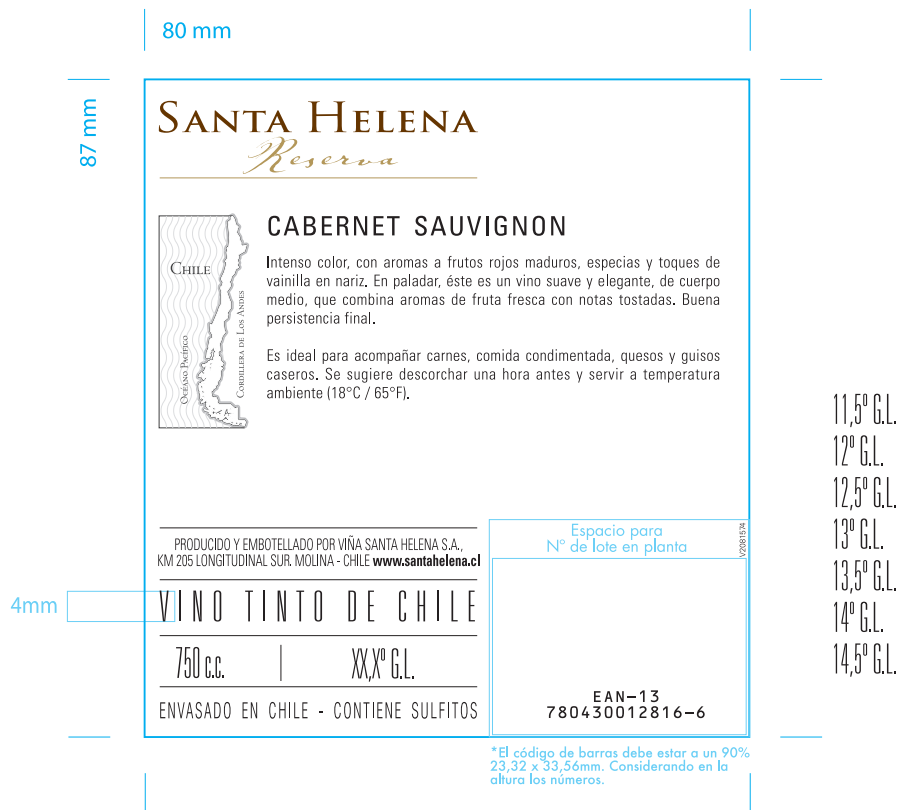 80 mm
87 mm
SANTA HELENA
Reserva
CHILE
OCÉANO PACÍFICO
CORDILLERA DE LOS ANDES
CABERNET SAUVIGNON
Intenso color, con aromas a frutos rojos maduros, especias y toques de
vainilla en nariz. En paladar, éste es un vino suave y elegante, de cuerpo
medio, que combina aromas de fruta fresca con notas tostadas. Buena
persistencia final.
Es ideal para acompañar carnes, comida condimentada, quesos y guisos
caseros. Se sugiere descorchar una hora antes y servir a temperatura
ambiente (18°C / 65°F).
11,5º G.L.
12º G.L.
12,5º G.L.
13º G.L.
13,5º G.L.
14º G.L.
14,5º G.L.
PRODUCIDO Y EMBOTELLADO POR VIÑA SANTA HELENA S.A.,
KM 205 LONGITUDINAL SUR. MOLINA - CHILE www.santahelena.cl
4mm
VINO TINTO DE CHILE
750 c.c. | XX,Xº G.L.
ENVASADO EN CHILE - CONTIENE SULFITOS
Espacio para
Nº de lote en planta
V2081574
EAN-13
780430012816-6
*El código de barras debe estar a un 90%
23,32 x 33,56mm. Considerando en la
altura los números.